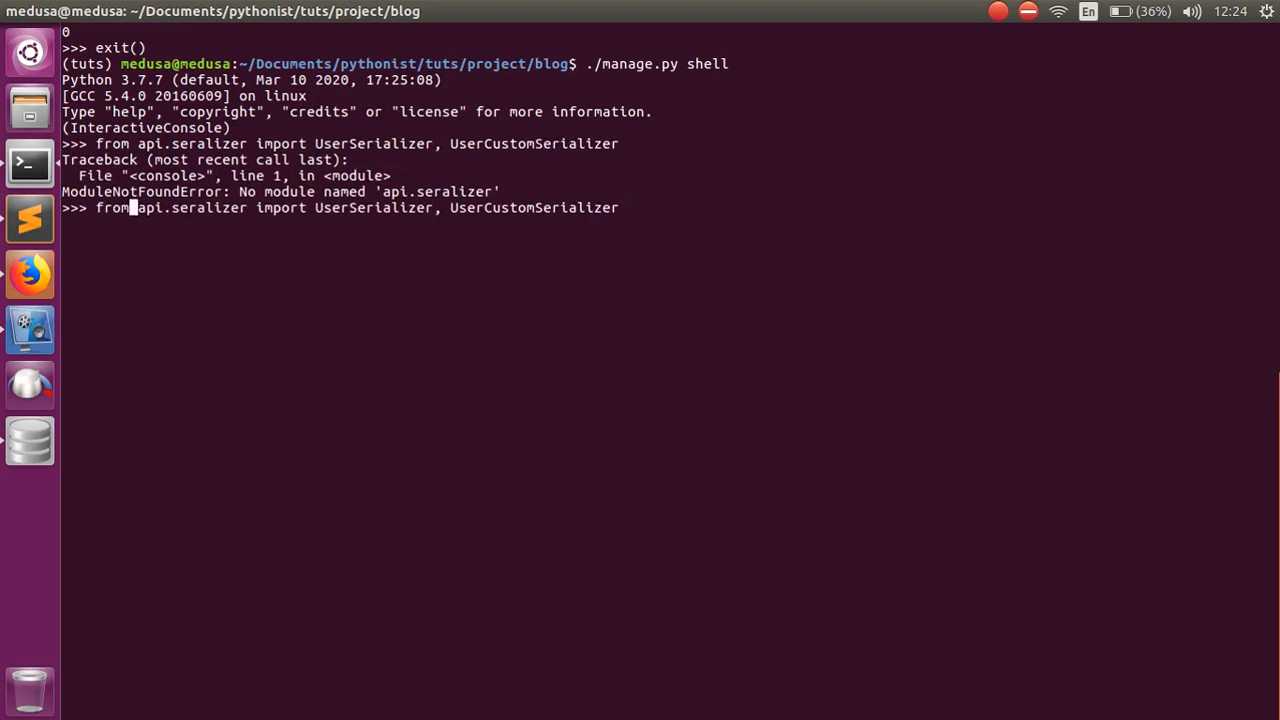 medusa@medusa: ~/Documents/pythonist/tuts/project/blog En (36%) 12:24
0
>>> exit()
(tuts) medusa@medusa:~/Documents/pythonist/tuts/project/blog$ ./manage.py shell
Python 3.7.7 (default, Mar 10 2020, 17:25:08)
[GCC 5.4.0 20160609] on linux
Type "help", "copyright", "credits" or "license" for more information.
(InteractiveConsole)
>>> from api.seralizer import UserSerializer, UserCustomSerializer
Traceback (most recent call last):
  File "<console>", line 1, in <module>
ModuleNotFoundError: No module named 'api.seralizer'
>>> from api.seralizer import UserSerializer, UserCustomSerializer